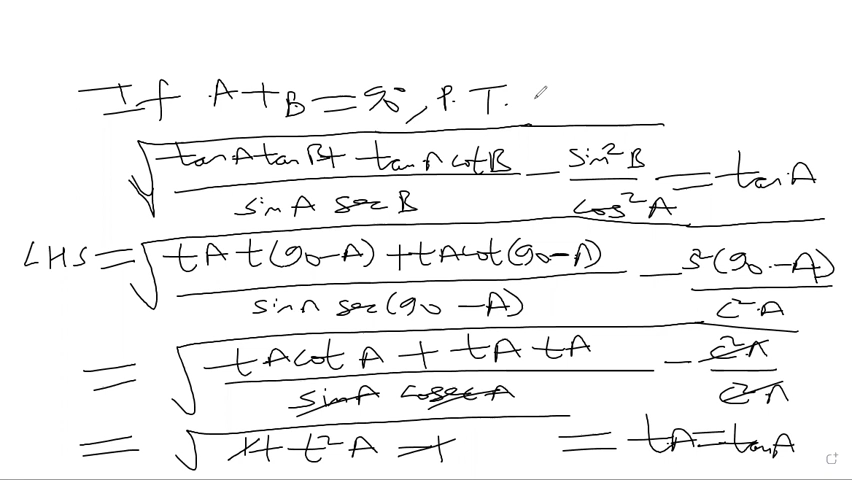 If A+B=90°, P.T.
√((tanA tanB + tanA cotB)/(sinA secB) − sin²B/cos²A) = tanA
LHS = √((tA t(90−A) + tA cot(90−A))/(sinA sec(90−A)) − s²(90−A)/c²A)
= √((tA cot A + tA tA)/(sinA cosecA) − c²A/c²A)
= √(1+t²A −1) = tA = tanA